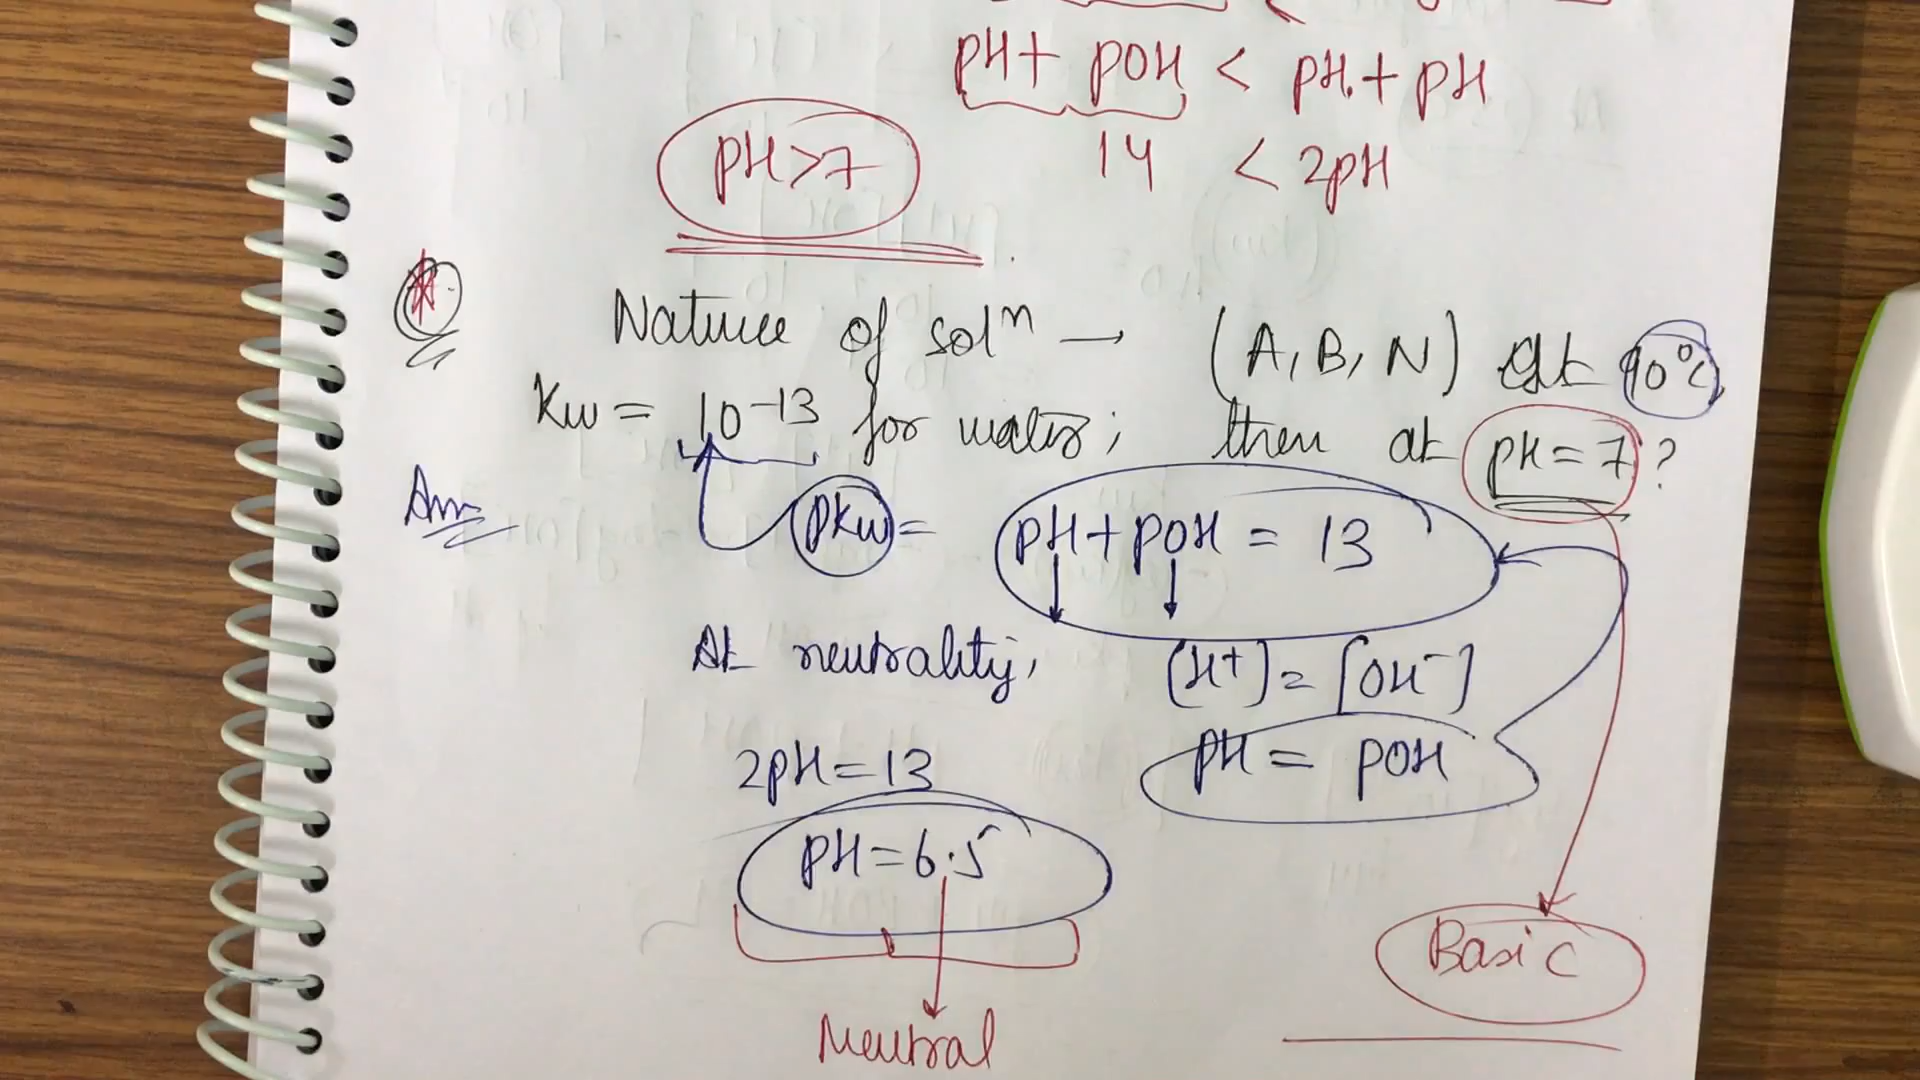 pH + pOH < pH + pH
pH>7
14 < 2pH
Nature of solⁿ → (A, B, N) at 90°C
Kw = 10⁻¹³ for water; then at pH = 7 ?
Ans
pKw = pH + pOH = 13
At neutrality, [H⁺] = [OH⁻]
2pH = 13
pH = pOH
pH = 6.5
Basic
Neutral